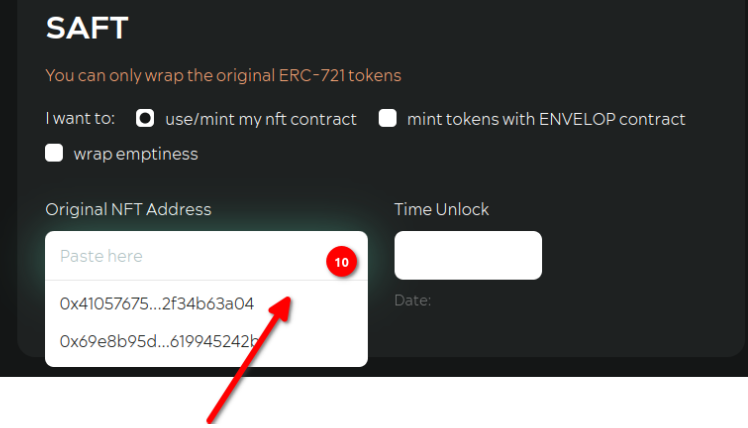 SAFT
You can only wrap the original ERC-721 tokens
I want to: use/mint my nft contract mint tokens with ENVELOP contract
wrap emptiness
Original NFT Address Time Unlock
Paste here 10
0x41057675...2f34b63a04 Date:
0x69e8b95d...619945242b